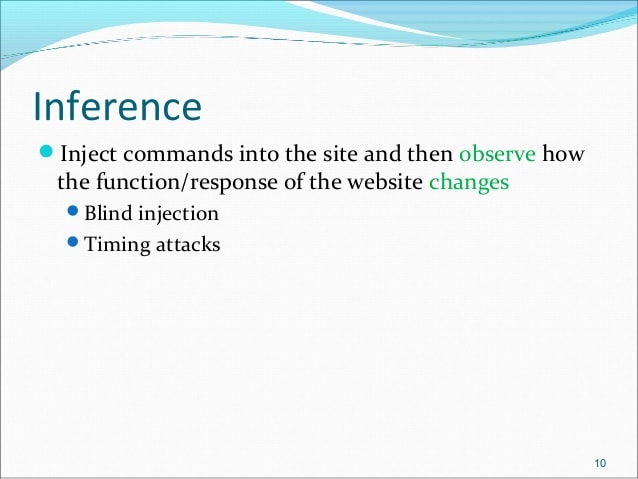 Inference
Inject commands into the site and then observe how
the function/response of the website changes
Blind injection
Timing attacks
10